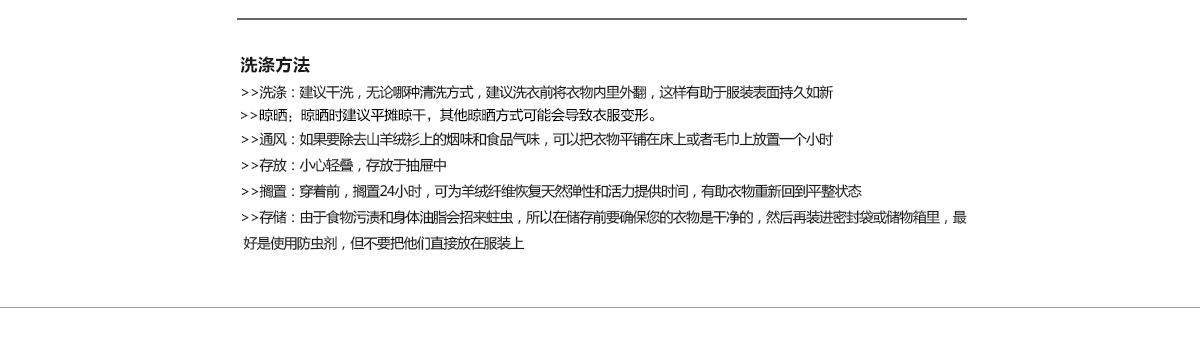 洗涤方法
>>洗涤：建议干洗，无论哪种清洗方式，建议洗衣前将衣物内里外翻，这样有助于服装表面持久如新
>>晾晒；晾晒时建议平摊晾干，其他晾晒方式可能会导致衣服变形。
>>通风：如果要除去山羊绒衫上的烟味和食品气味，可以把衣物平铺在床上或者毛巾上放置一个小时
>>存放：小心轻叠，存放于抽屉中
>>搁置：穿着前，搁置24小时，可为羊绒纤维恢复天然弹性和活力提供时间，有助衣物重新回到平整状态
>>存储：由于食物污渍和身体油脂会招来蛀虫，所以在储存前要确保您的衣物是干净的，然后再装进密封袋或储物箱里，最
好是使用防虫剂，但不要把他们直接放在服装上